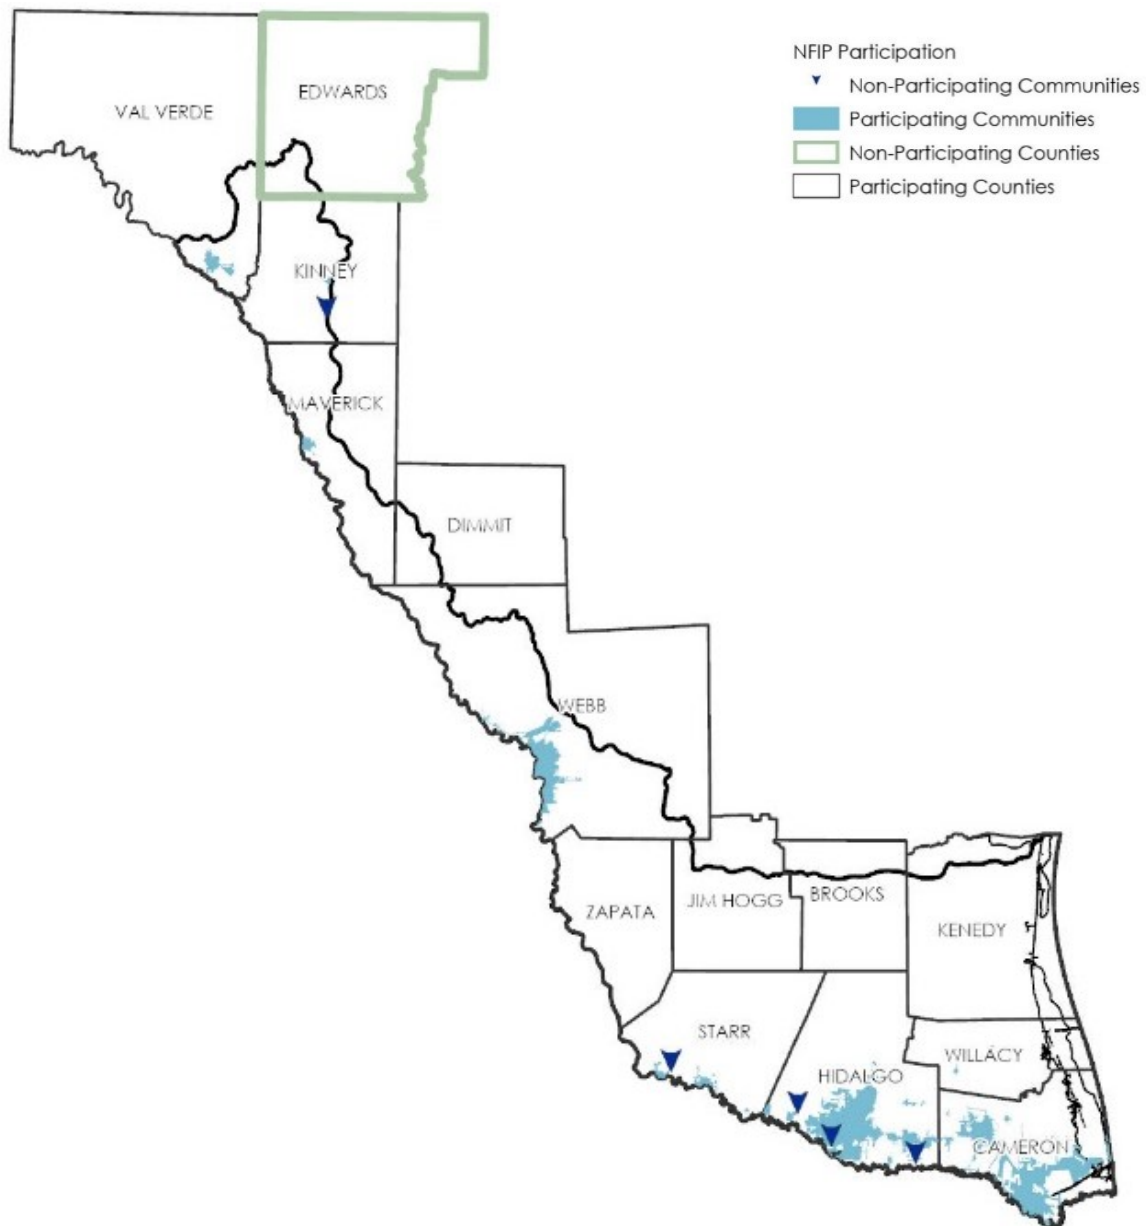 NFIP Participation
Non-Participating Communities
Participating Communities
Non-Participating Counties
Participating Counties
EDWARDS
VAL VERDE
KINNEY
MAVERICK
DIMMIT
WEBB
ZAPATA
JIM HOGG
BROOKS
KENEDY
STARR
WILLACY
HIDALGO
CAMERON